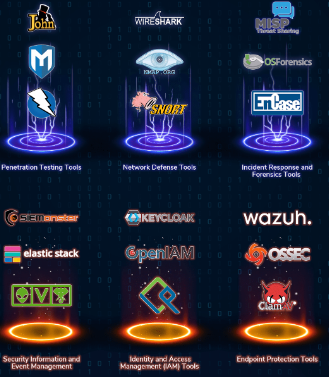 John
WIRESHARK
MISP
Threat Sharing
NMAP.ORG
OSForensics
SNORT
EnCase
Penetration Testing Tools
Network Defense Tools
Incident Response and
Forensics Tools
SIEMonster
KEYCLOAK
wazuh.
elastic stack
OpenIAM
OSSEC
ClamAV
Security Information and
Event Management
Identity and Access
Management (IAM) Tools
Endpoint Protection Tools